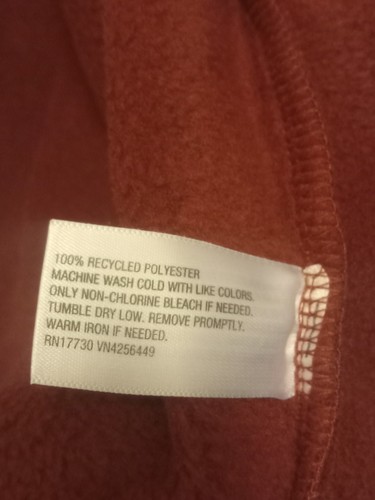 100% RECYCLED POLYESTER
MACHINE WASH COLD WITH LIKE COLORS.
ONLY NON-CHLORINE BLEACH IF NEEDED.
TUMBLE DRY LOW. REMOVE PROMPTLY.
WARM IRON IF NEEDED.
RN17730 VN4256449